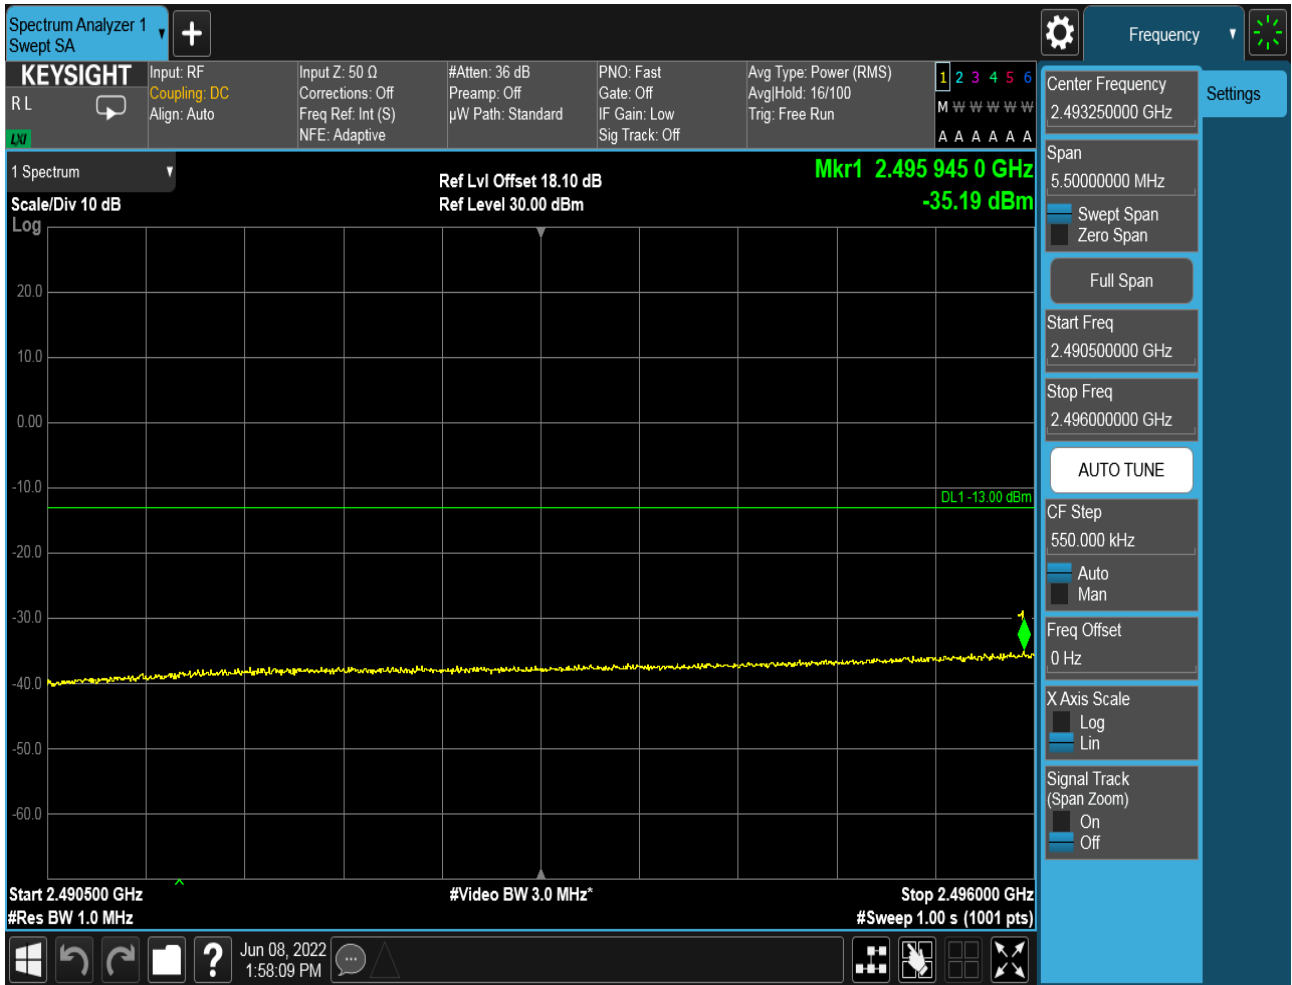 Spectrum Analyzer 1
Swept SA
Frequency
KEYSIGHT
R L
LXI
Input: RF
Coupling: DC
Align: Auto
Input Z: 50 Ω
Corrections: Off
Freq Ref: Int (S)
NFE: Adaptive
#Atten: 36 dB
Preamp: Off
µW Path: Standard
PNO: Fast
Gate: Off
IF Gain: Low
Sig Track: Off
Avg Type: Power (RMS)
Avg|Hold: 16/100
Trig: Free Run
1 2 3 4 5 6
M W W W W W
A A A A A A
1 Spectrum
Scale/Div 10 dB
Log
Ref Lvl Offset 18.10 dB
Ref Level 30.00 dBm
Mkr1 2.495 945 0 GHz
-35.19 dBm
20.0
10.0
0.00
-10.0
-20.0
-30.0
-40.0
-50.0
-60.0
DL1 -13.00 dBm
1
Start 2.490500 GHz
#Res BW 1.0 MHz
#Video BW 3.0 MHz*
Stop 2.496000 GHz
#Sweep 1.00 s (1001 pts)
Jun 08, 2022
1:58:09 PM
Center Frequency
2.493250000 GHz
Settings
Span
5.50000000 MHz
Swept Span
Zero Span
Full Span
Start Freq
2.490500000 GHz
Stop Freq
2.496000000 GHz
AUTO TUNE
CF Step
550.000 kHz
Auto
Man
Freq Offset
0 Hz
X Axis Scale
Log
Lin
Signal Track
(Span Zoom)
On
Off